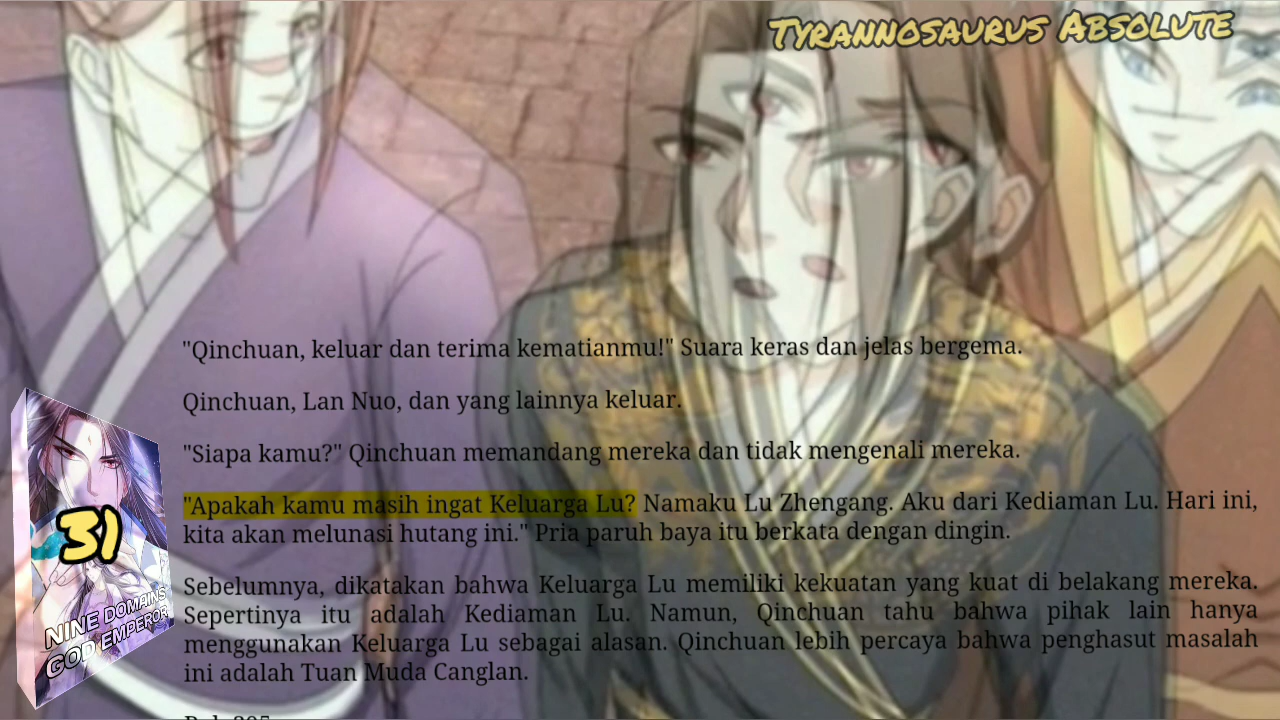 TYRANNOSAURUS ABSOLUTE
"Qinchuan, keluar dan terima kematianmu!" Suara keras dan jelas bergema.
Qinchuan, Lan Nuo, dan yang lainnya keluar.
"Siapa kamu?" Qinchuan memandang mereka dan tidak mengenali mereka.
"Apakah kamu masih ingat Keluarga Lu? Namaku Lu Zhengang. Aku dari Kediaman Lu. Hari ini,
kita akan melunasi hutang ini." Pria paruh baya itu berkata dengan dingin.
Sebelumnya, dikatakan bahwa Keluarga Lu memiliki kekuatan yang kuat di belakang mereka.
Sepertinya itu adalah Kediaman Lu. Namun, Qinchuan tahu bahwa pihak lain hanya
menggunakan Keluarga Lu sebagai alasan. Qinchuan lebih percaya bahwa penghasut masalah
ini adalah Tuan Muda Canglan.
31
NINE DOMAINS
GOD EMPEROR